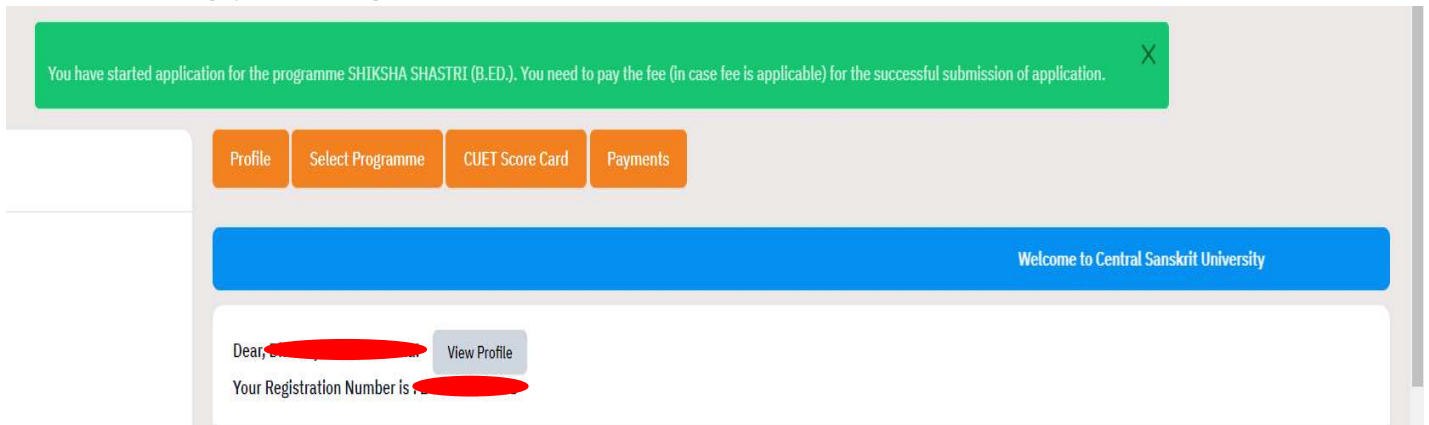 You have started application for the programme SHIKSHA SHASTRI (B.ED.). You need to pay the fee (in case fee is applicable) for the successful submission of application.
X
Profile
Select Programme
CUET Score Card
Payments
Welcome to Central Sanskrit University
Dear,
View Profile
Your Registration Number is